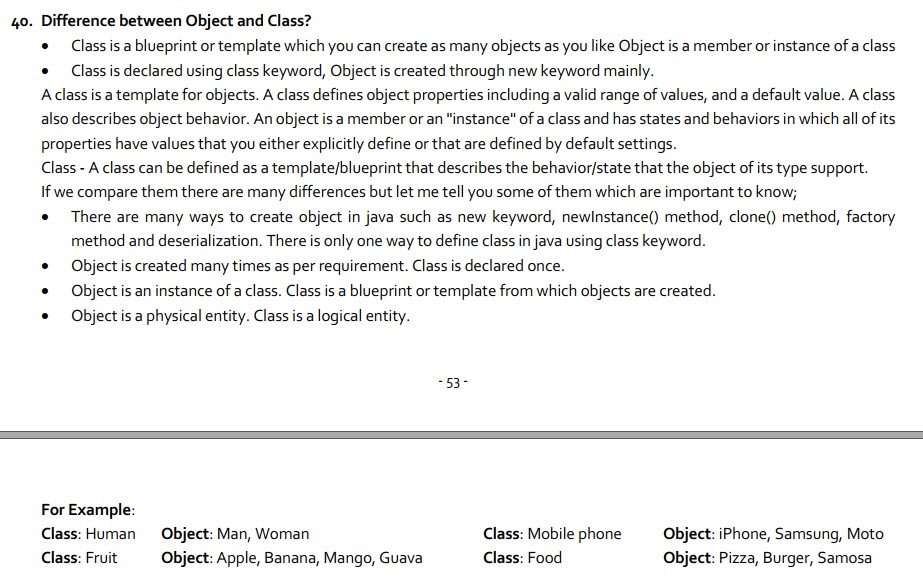 40. Difference between Object and Class?
• Class is a blueprint or template which you can create as many objects as you like Object is a member or instance of a class
• Class is declared using class keyword, Object is created through new keyword mainly.
A class is a template for objects. A class defines object properties including a valid range of values, and a default value. A class
also describes object behavior. An object is a member or an "instance" of a class and has states and behaviors in which all of its
properties have values that you either explicitly define or that are defined by default settings.
Class - A class can be defined as a template/blueprint that describes the behavior/state that the object of its type support.
If we compare them there are many differences but let me tell you some of them which are important to know;
• There are many ways to create object in java such as new keyword, newInstance() method, clone() method, factory
method and deserialization. There is only one way to define class in java using class keyword.
• Object is created many times as per requirement. Class is declared once.
• Object is an instance of a class. Class is a blueprint or template from which objects are created.
• Object is a physical entity. Class is a logical entity.
- 53 -
For Example:
Class: Human Object: Man, Woman Class: Mobile phone Object: iPhone, Samsung, Moto
Class: Fruit Object: Apple, Banana, Mango, Guava Class: Food Object: Pizza, Burger, Samosa